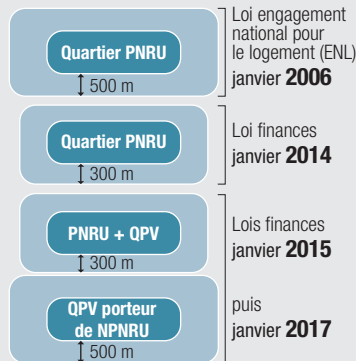 Quartier PNRU
500 m
Loi engagement
national pour
le logement (ENL)
janvier 2006
Quartier PNRU
300 m
Loi finances
janvier 2014
PNRU + QPV
300 m
Lois finances
janvier 2015
QPV porteur
de NPNRU
500 m
puis
janvier 2017